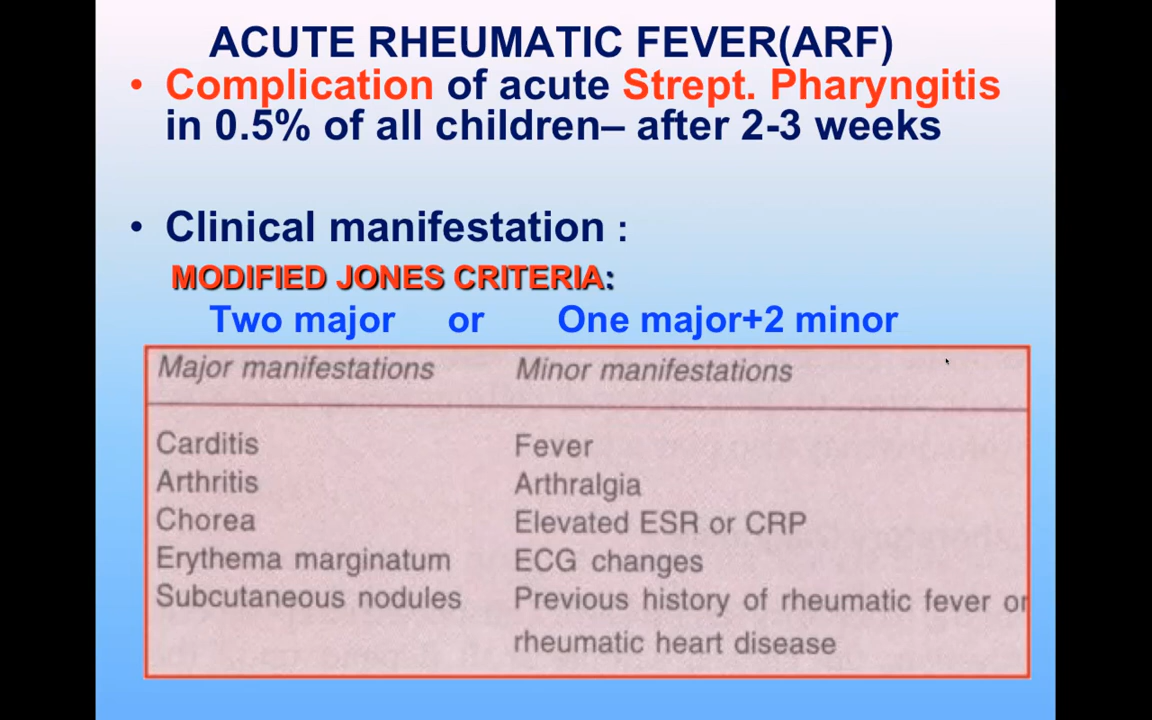 ACUTE RHEUMATIC FEVER(ARF)
• Complication of acute Strept. Pharyngitis
in 0.5% of all children– after 2-3 weeks
• Clinical manifestation :
MODIFIED JONES CRITERIA:
Two major or One major+2 minor
Major manifestations Minor manifestations
Carditis Fever
Arthritis Arthralgia
Chorea Elevated ESR or CRP
Erythema marginatum ECG changes
Subcutaneous nodules Previous history of rheumatic fever or
rheumatic heart disease